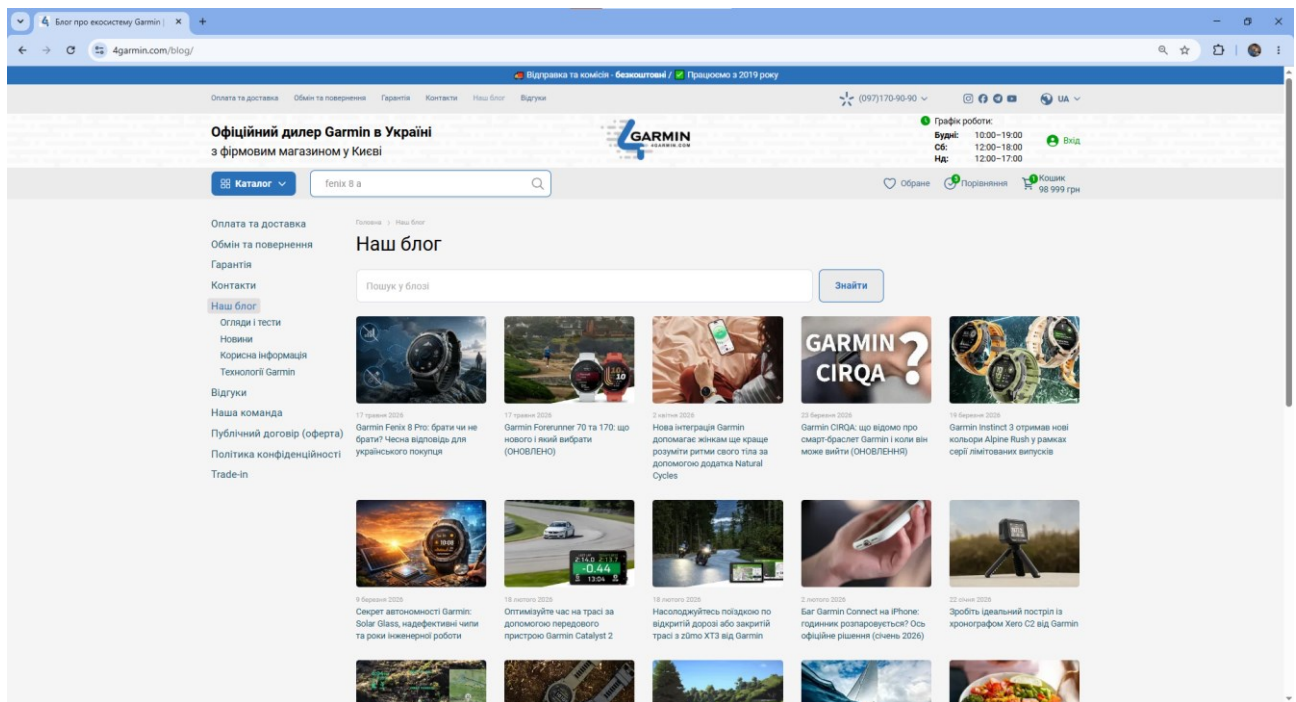 Блог про екосистему Garmin |
4garmin.com/blog/
Відправка та комісія - безкоштовні / Працюємо з 2019 року
Оплата та доставка Обмін та повернення Гарантія Контакти Наш блог Відгуки
(097)170-90-90
UA
Офіційний дилер Garmin в Україні
з фірмовим магазином у Києві
4 GARMIN
4GARMIN.COM
Графік роботи:
Будні: 10:00–19:00
Сб: 12:00–18:00
Нд: 12:00–17:00
Вхід
Каталог
fenix 8 a
Обране
Порівняння
Кошик
98 999 грн
Оплата та доставка
Обмін та повернення
Гарантія
Контакти
Наш блог
Огляди і тести
Новини
Корисна інформація
Технології Garmin
Відгуки
Наша команда
Публічний договір (оферта)
Політика конфіденційності
Trade-in
Головна > Наш блог
Наш блог
Пошук у блозі
Знайти
17 травня 2026
Garmin Fenix 8 Pro: брати чи не
брати? Чесна відповідь для
українського покупця
17 травня 2026
Garmin Forerunner 70 та 170: що
нового і який вибрати
(ОНОВЛЕНО)
2 квітня 2026
Нова інтеграція Garmin
допомагає жінкам ще краще
розуміти ритми свого тіла за
допомогою додатка Natural
Cycles
GARMIN ?
CIRQA
23 березня 2026
Garmin CIRQA: що відомо про
смарт-браслет Garmin і коли він
може вийти (ОНОВЛЕННЯ)
19 березня 2026
Garmin Instinct 3 отримав нові
кольори Alpine Rush у рамках
серії лімітованих випусків
9 березня 2026
Секрет автономності Garmin:
Solar Glass, надефективні чипи
та роки інженерної роботи
-0.44
13:04
18 лютого 2026
Оптимізуйте час на трасі за
допомогою передового
пристрою Garmin Catalyst 2
18 лютого 2026
Насолоджуйтесь поїздкою по
відкритій дорозі або закритій
трасі з zūmo XT3 від Garmin
2 лютого 2026
Баг Garmin Connect на iPhone:
годинник розпаровується? Ось
офіційне рішення (січень 2026)
22 січня 2026
Зробіть ідеальний постріл із
хронографом Xero C2 від Garmin